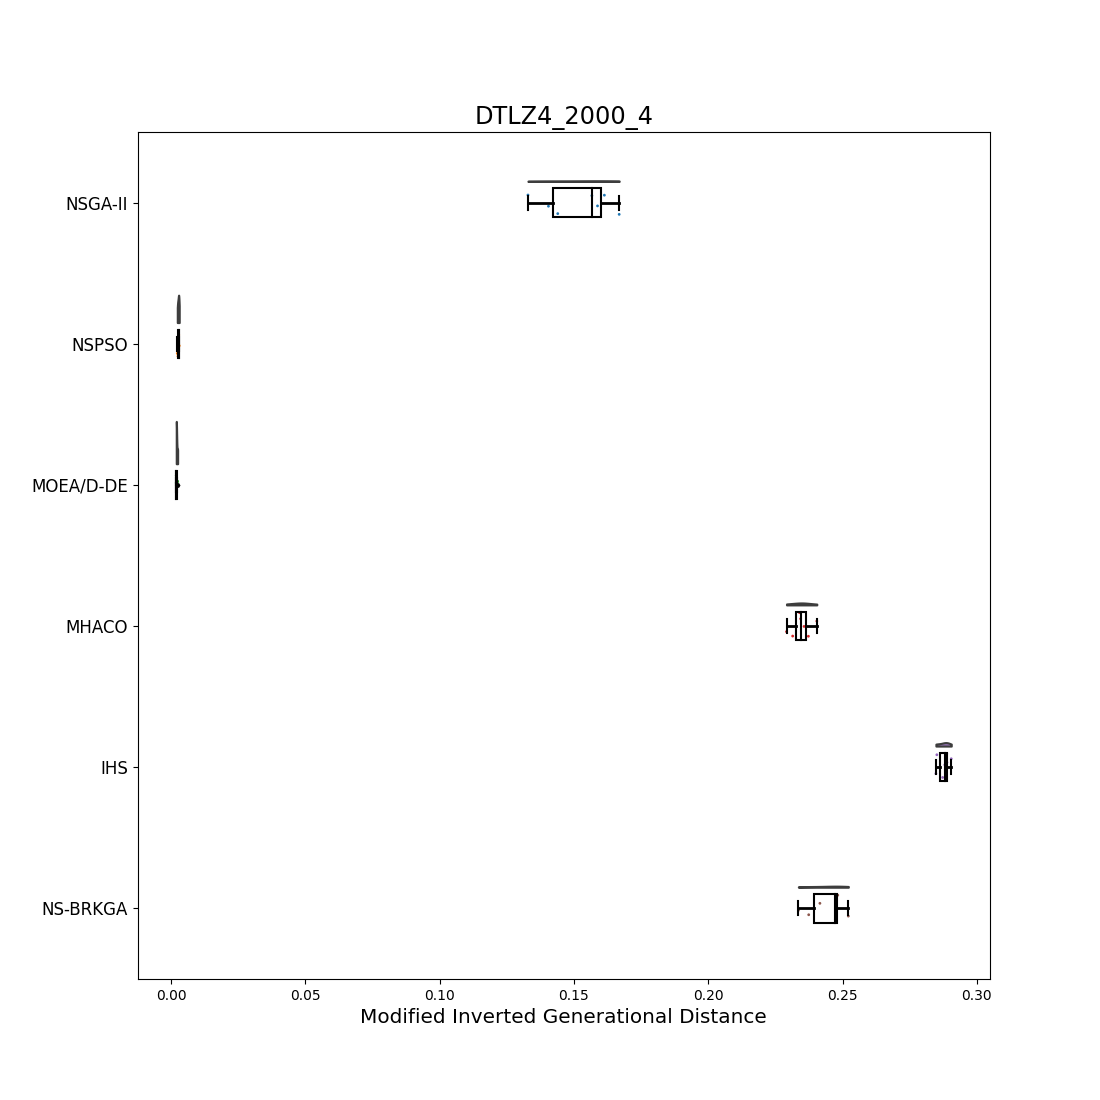 DTLZ4_2000_4
NSGA-II
NSPSO
MOEA/D-DE
MHACO
IHS
NS-BRKGA
0.00 0.05 0.10 0.15 0.20 0.25 0.30
Modified Inverted Generational Distance